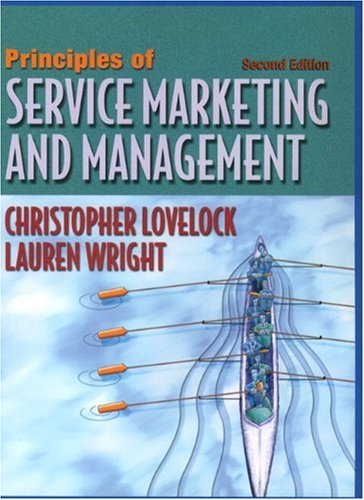 Principles of
Second Edition
SERVICE MARKETING
AND MANAGEMENT
CHRISTOPHER LOVELOCK
LAUREN WRIGHT